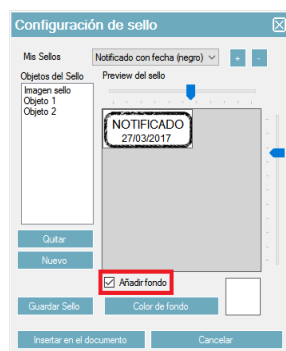 Configuración de sello
Mis Sellos
Notificado con fecha (negro)
+
-
Objetos del Sello
Preview del sello
Imagen sello
Objeto 1
Objeto 2
NOTIFICADO
27/03/2017
Quitar
Nuevo
Añadir fondo
Guardar Sello
Color de fondo
Insertar en el documento
Cancelar